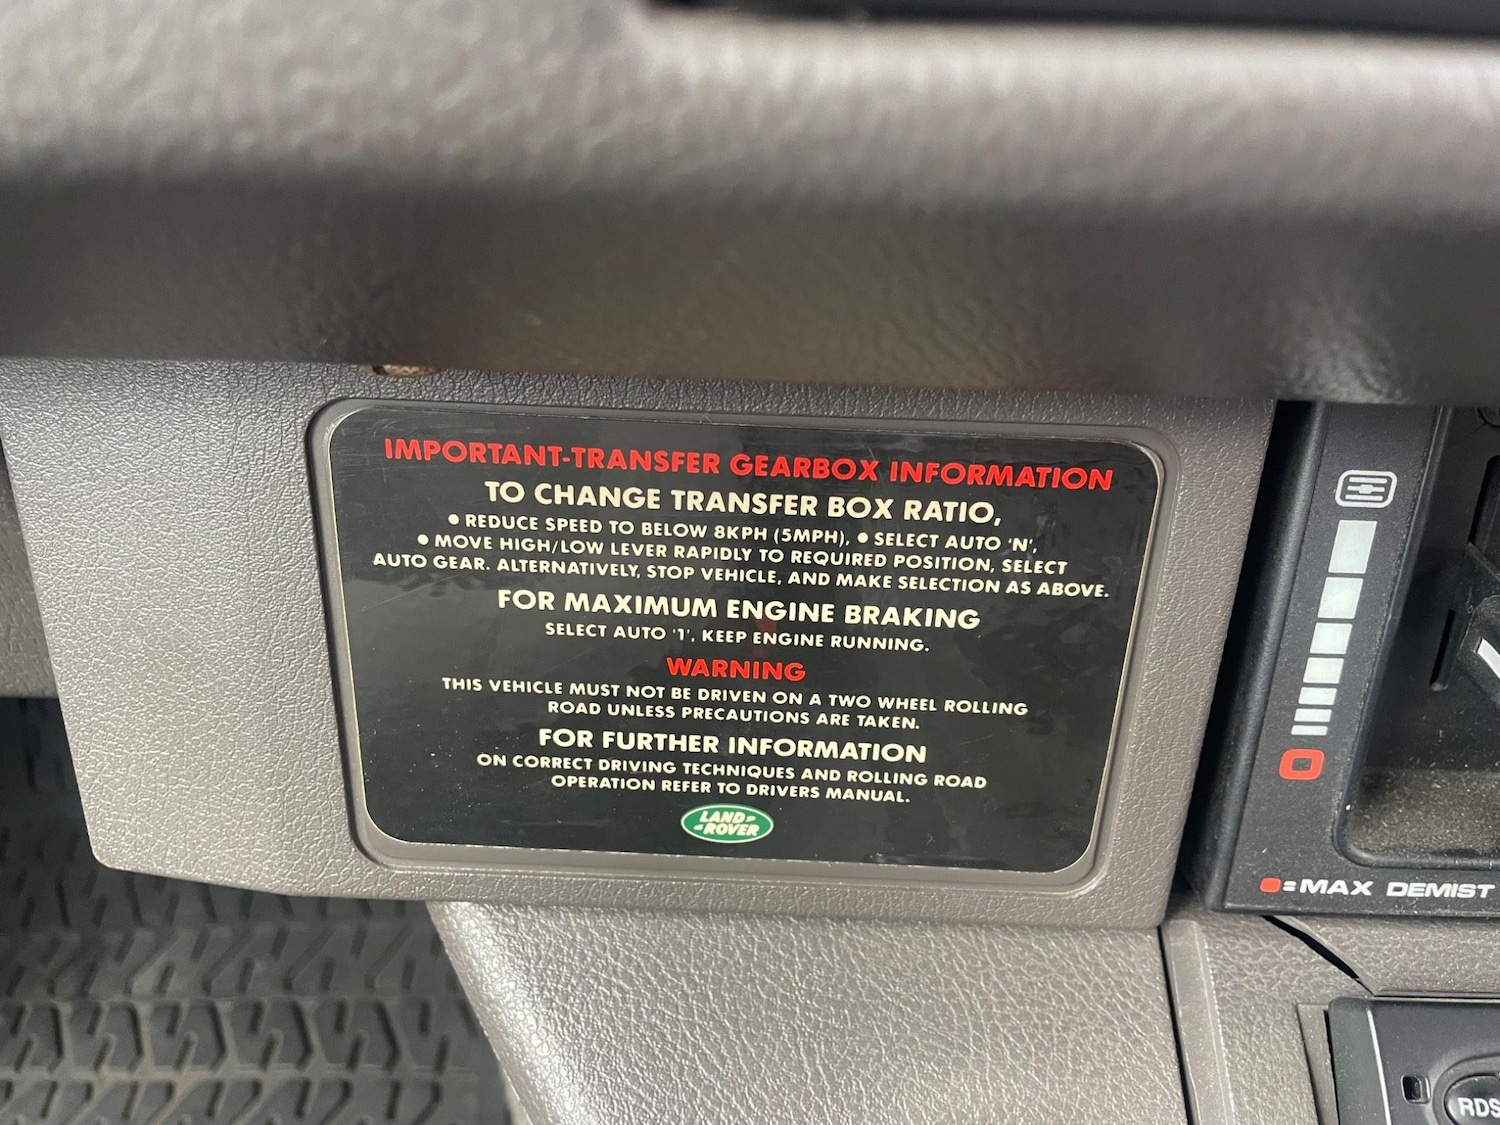 IMPORTANT-TRANSFER GEARBOX INFORMATION
TO CHANGE TRANSFER BOX RATIO,
• REDUCE SPEED TO BELOW 8KPH (5MPH), • SELECT AUTO 'N',
• MOVE HIGH/LOW LEVER RAPIDLY TO REQUIRED POSITION, SELECT
AUTO GEAR. ALTERNATIVELY, STOP VEHICLE, AND MAKE SELECTION AS ABOVE.
FOR MAXIMUM ENGINE BRAKING
SELECT AUTO '1', KEEP ENGINE RUNNING.
WARNING
THIS VEHICLE MUST NOT BE DRIVEN ON A TWO WHEEL ROLLING
ROAD UNLESS PRECAUTIONS ARE TAKEN.
FOR FURTHER INFORMATION
ON CORRECT DRIVING TECHNIQUES AND ROLLING ROAD
OPERATION REFER TO DRIVERS MANUAL.
LAND
ROVER
=MAX DEMIST
RDS